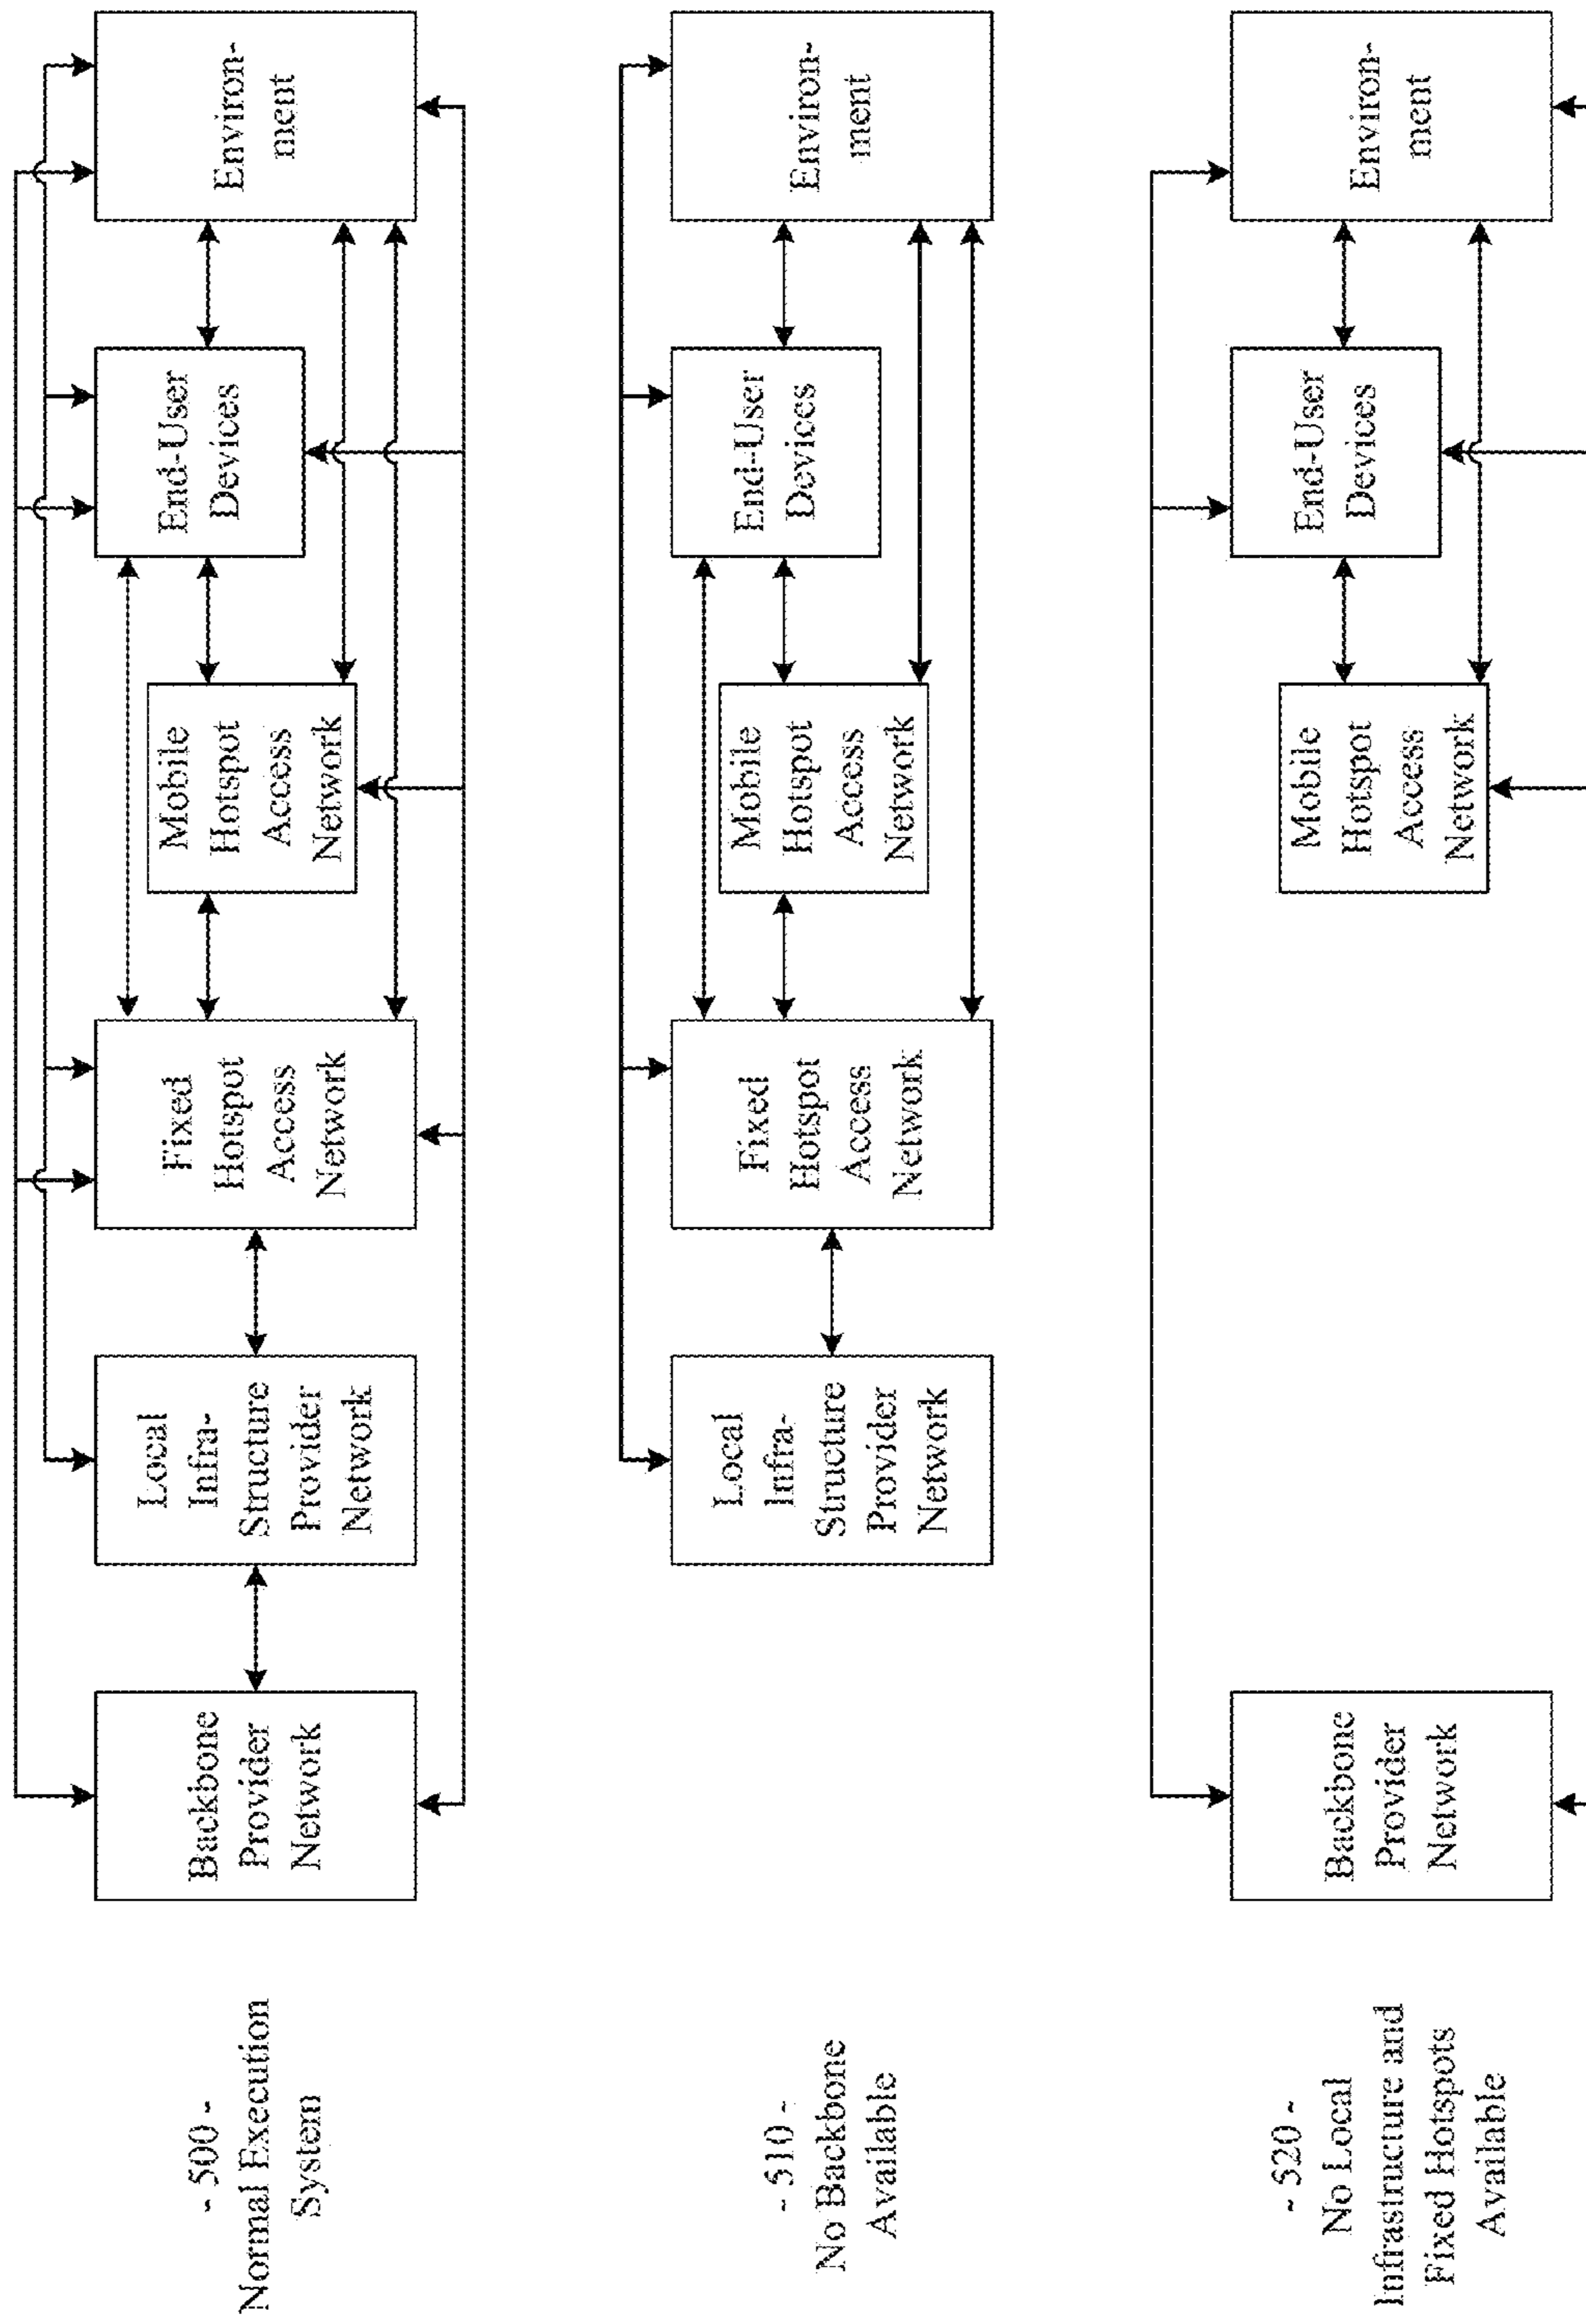 - 500 -
Normal Execution
System
Backbone
Provider
Network
Local
Infra-
Structure
Provider
Network
Fixed
Hotspot
Access
Network
Mobile
Hotspot
Access
Network
End-User
Devices
Environ-
ment
- 510 -
No Backbone
Available
Local
Infra-
Structure
Provider
Network
Fixed
Hotspot
Access
Network
Mobile
Hotspot
Access
Network
End-User
Devices
Environ-
ment
- 520 -
No Local
Infrastructure and
Fixed Hotspots
Available
Backbone
Provider
Network
Mobile
Hotspot
Access
Network
End-User
Devices
Environ-
ment